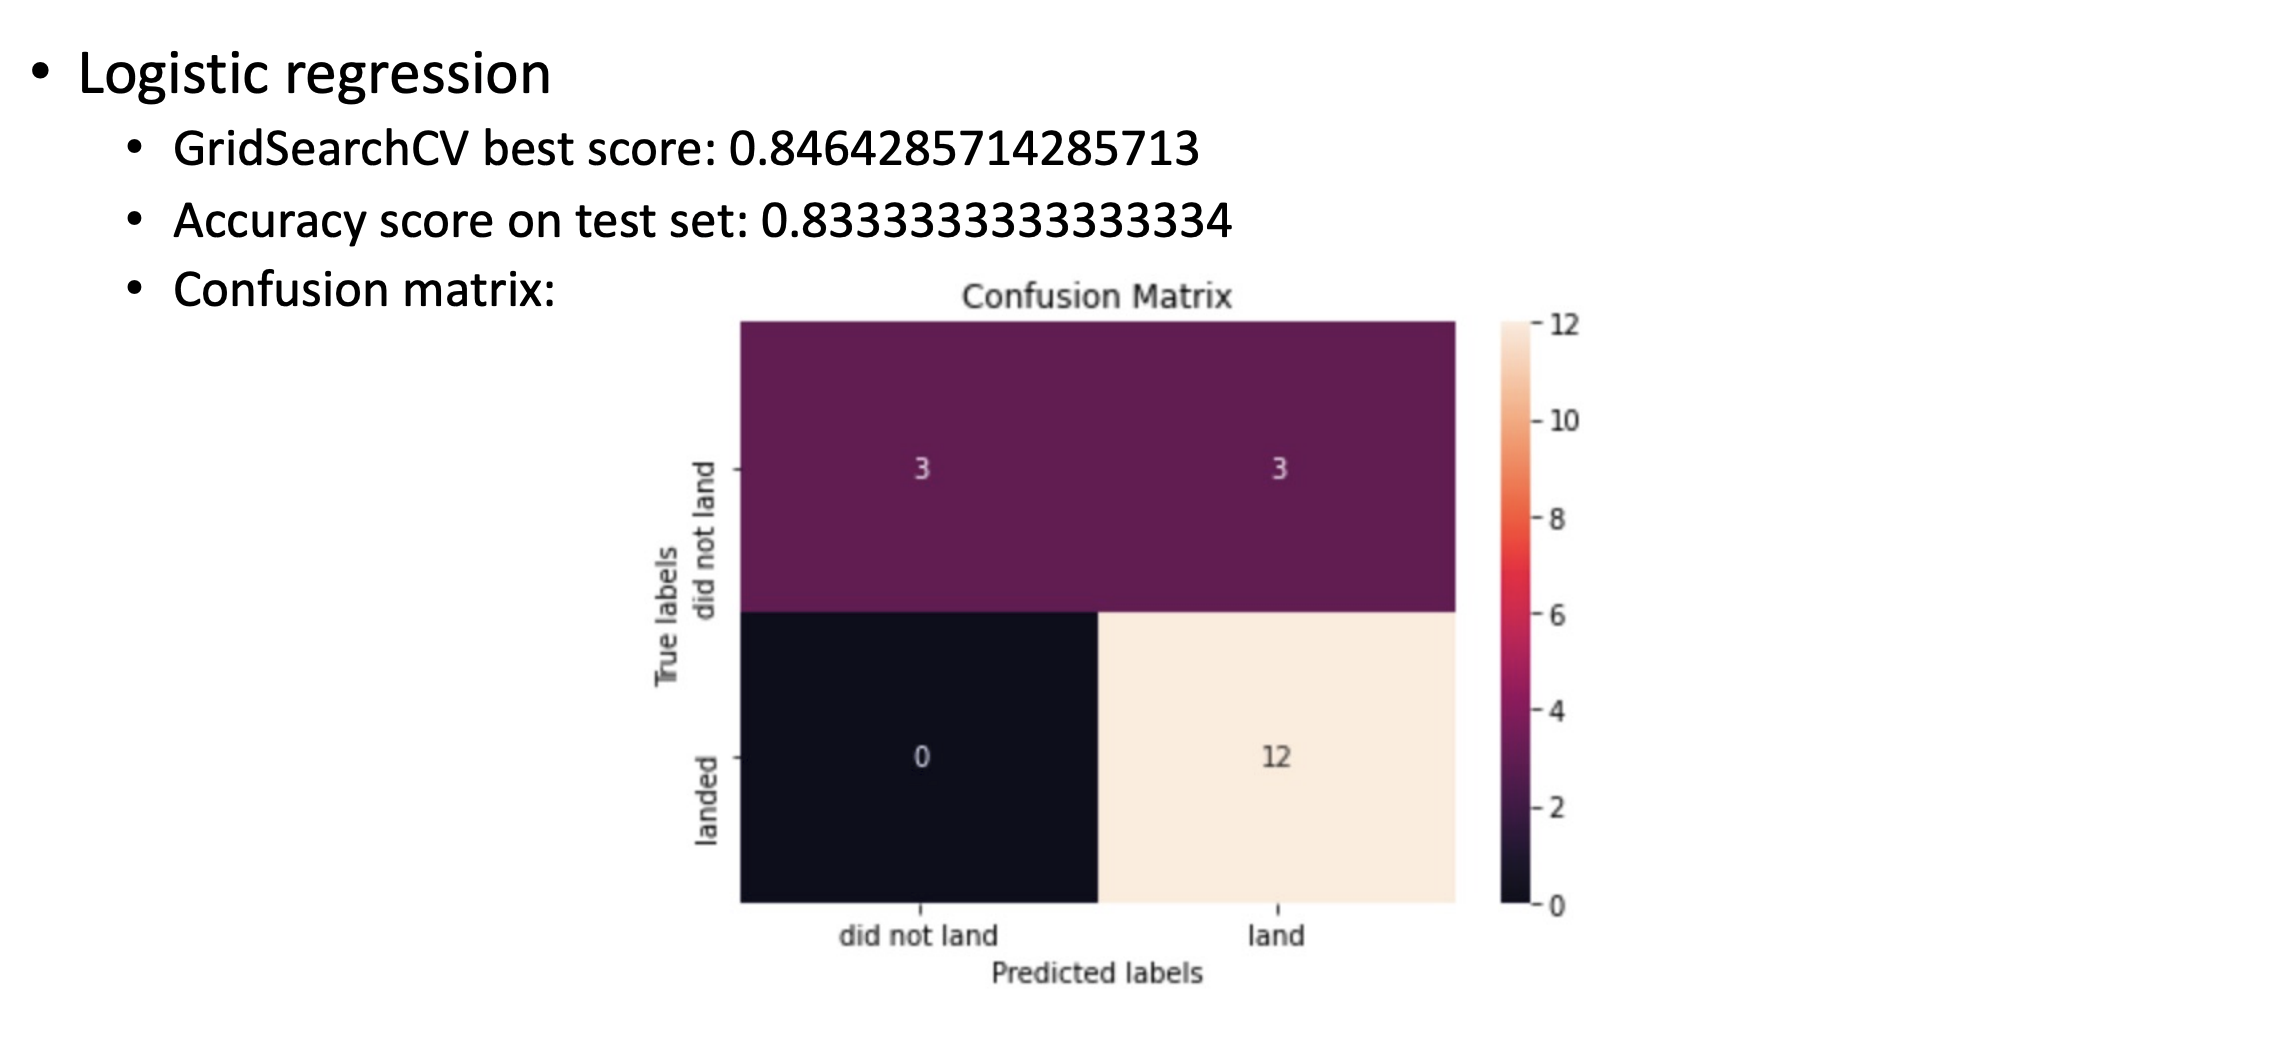 • Logistic regression
• GridSearchCV best score: 0.8464285714285713
• Accuracy score on test set: 0.8333333333333334
• Confusion matrix:
Confusion Matrix
True labels
did not land
landed
3 3
0 12
did not land land
Predicted labels
12
10
8
6
4
2
0